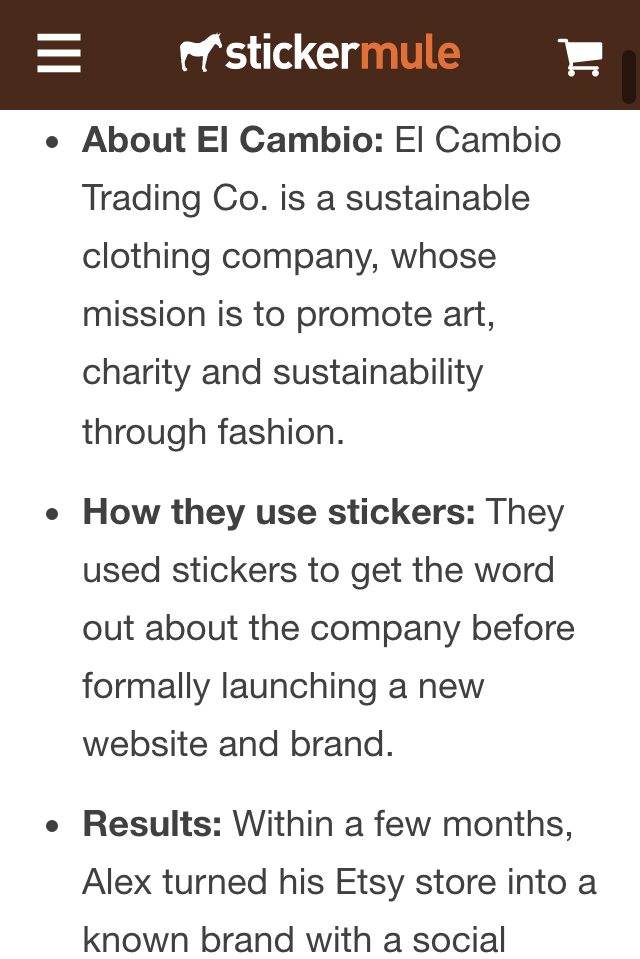 stickermule
• About El Cambio: El Cambio
Trading Co. is a sustainable
clothing company, whose
mission is to promote art,
charity and sustainability
through fashion.
• How they use stickers: They
used stickers to get the word
out about the company before
formally launching a new
website and brand.
• Results: Within a few months,
Alex turned his Etsy store into a
known brand with a social